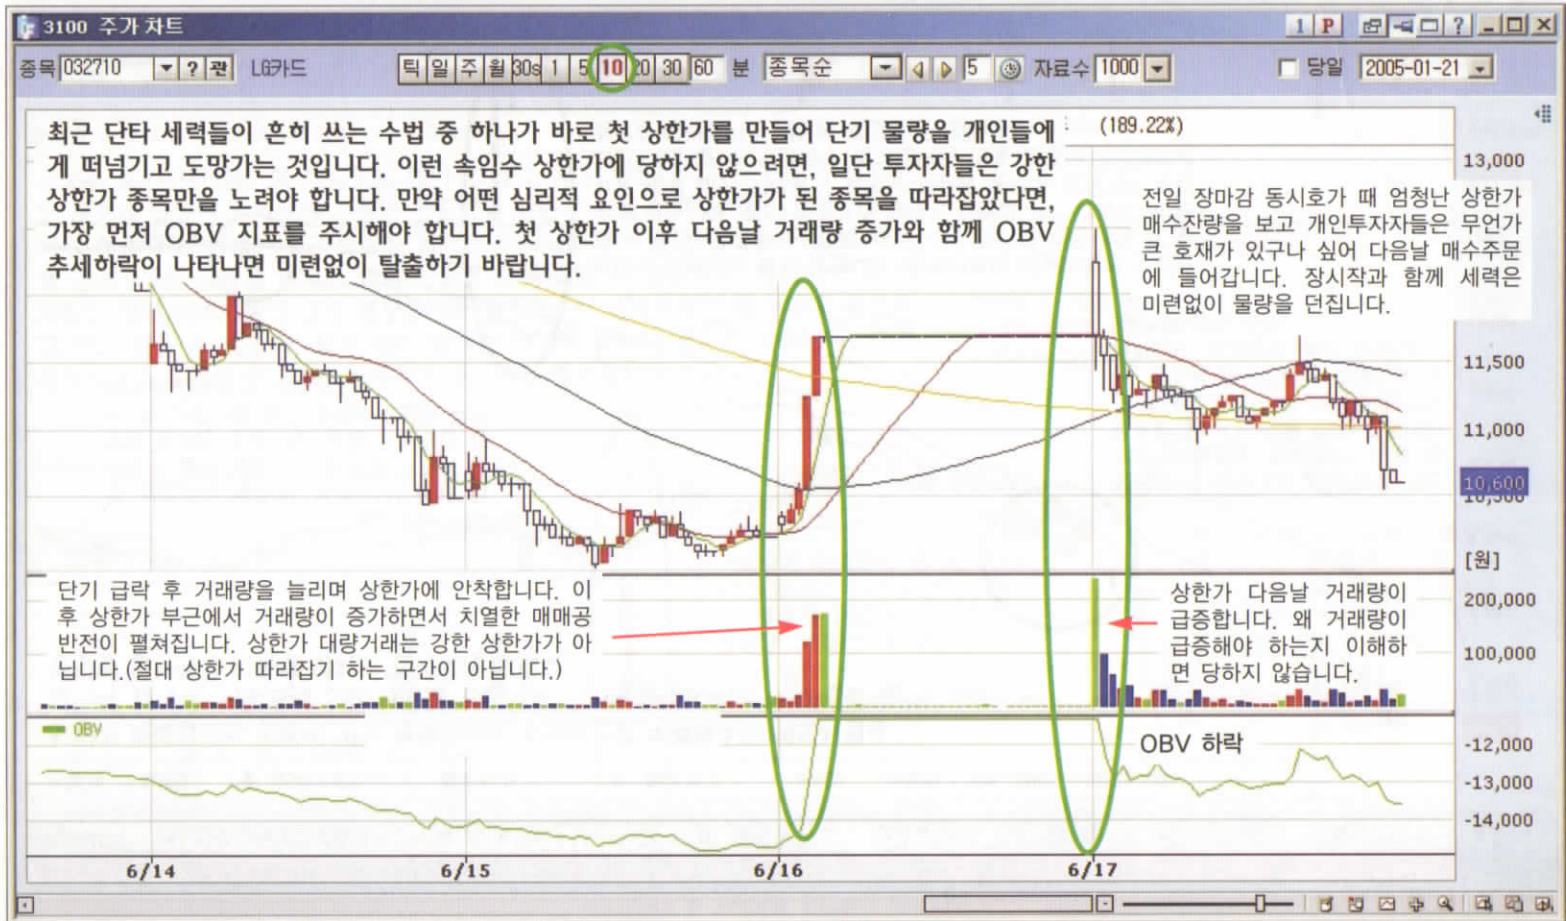 3100 주가 차트
1 P ?
종목 032710 ? 관 LG카드 틱 일 주 월 30s 1 5 10 20 30 60 분 종목순 5 자료수 1000 당일 2005-01-21
최근 단타 세력들이 흔히 쓰는 수법 중 하나가 바로 첫 상한가를 만들어 단기 물량을 개인들에
게 떠넘기고 도망가는 것입니다. 이런 속임수 상한가에 당하지 않으려면, 일단 투자자들은 강한
상한가 종목만을 노려야 합니다. 만약 어떤 심리적 요인으로 상한가가 된 종목을 따라잡았다면,
가장 먼저 OBV 지표를 주시해야 합니다. 첫 상한가 이후 다음날 거래량 증가와 함께 OBV
추세하락이 나타나면 미련없이 탈출하기 바랍니다.
(189.22%)
전일 장마감 동시호가 때 엄청난 상한가
매수잔량을 보고 개인투자자들은 무언가
큰 호재가 있구나 싶어 다음날 매수주문
에 들어갑니다. 장시작과 함께 세력은
미련없이 물량을 던집니다.
13,000
11,500
11,000
10,600
10,500
[원]
단기 급락 후 거래량을 늘리며 상한가에 안착합니다. 이
후 상한가 부근에서 거래량이 증가하면서 치열한 매매공
반전이 펼쳐집니다. 상한가 대량거래는 강한 상한가가 아
닙니다.(절대 상한가 따라잡기 하는 구간이 아닙니다.)
상한가 다음날 거래량이
급증합니다. 왜 거래량이
급증해야 하는지 이해하
면 당하지 않습니다.
200,000
100,000
OBV
OBV 하락
-12,000
-13,000
-14,000
6/14 6/15 6/16 6/17